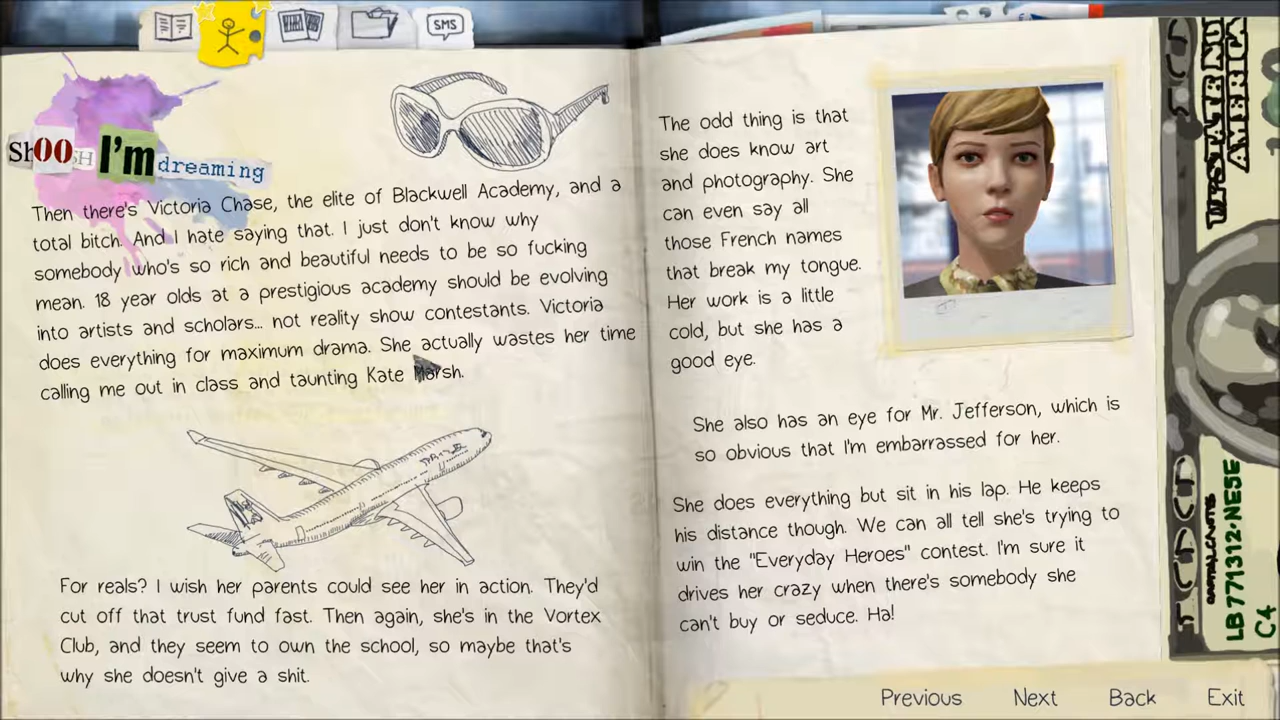 SMS
ShOOSH I'm dreaming
Then there's Victoria Chase, the elite of Blackwell Academy, and a
total bitch. And I hate saying that. I just don't know why
somebody who's so rich and beautiful needs to be so fucking
mean. 18 year olds at a prestigious academy should be evolving
into artists and scholars... not reality show contestants. Victoria
does everything for maximum drama. She actually wastes her time
calling me out in class and taunting Kate Marsh.
For reals? I wish her parents could see her in action. They'd
cut off that trust fund fast. Then again, she's in the Vortex
Club, and they seem to own the school, so maybe that's
why she doesn't give a shit.
The odd thing is that
she does know art
and photography. She
can even say all
those French names
that break my tongue.
Her work is a little
cold, but she has a
good eye.
She also has an eye for Mr. Jefferson, which is
so obvious that I'm embarrassed for her.
She does everything but sit in his lap. He keeps
his distance though. We can all tell she's trying to
win the "Everyday Heroes" contest. I'm sure it
drives her crazy when there's somebody she
can't buy or seduce. Ha!
AMERICA
LB771312-NE5E
C4
Previous Next Back Exit